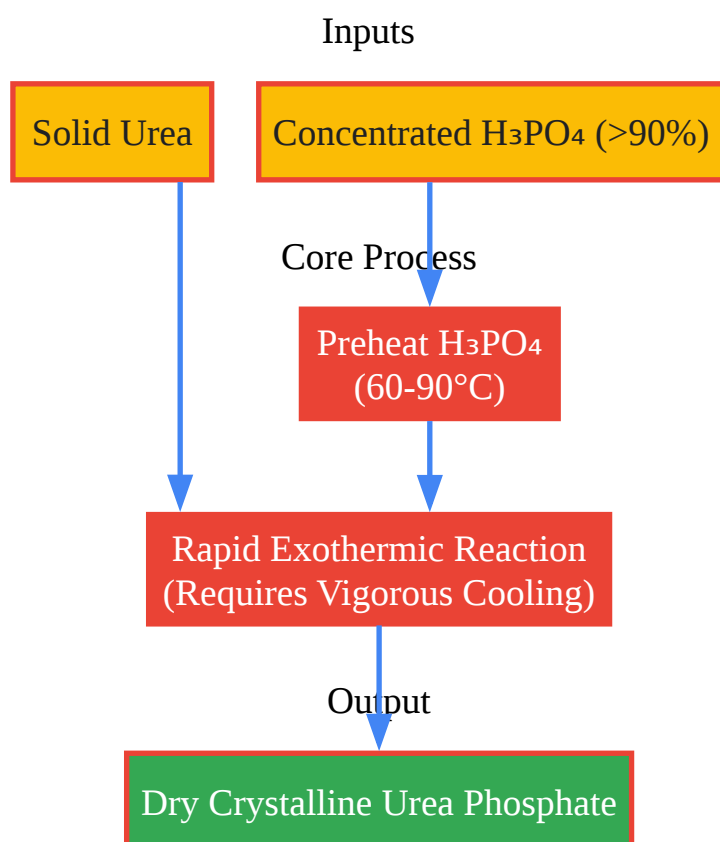 Inputs
Solid Urea
Concentrated H₃PO₄ (>90%)
Core Process
Preheat H₃PO₄
(60-90°C)
Rapid Exothermic Reaction
(Requires Vigorous Cooling)
Output
Dry Crystalline Urea Phosphate